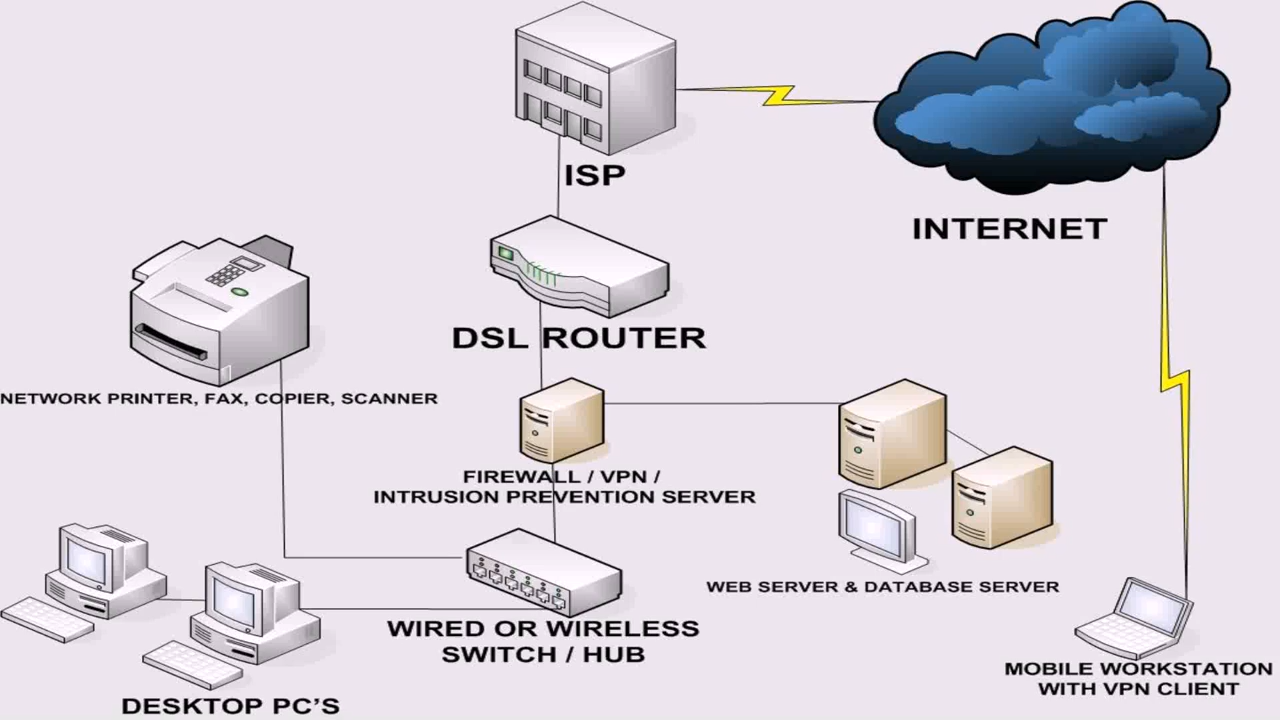 ISP
INTERNET
DSL ROUTER
NETWORK PRINTER, FAX, COPIER, SCANNER
FIREWALL / VPN /
INTRUSION PREVENTION SERVER
WEB SERVER & DATABASE SERVER
WIRED OR WIRELESS
SWITCH / HUB
MOBILE WORKSTATION
WITH VPN CLIENT
DESKTOP PC'S